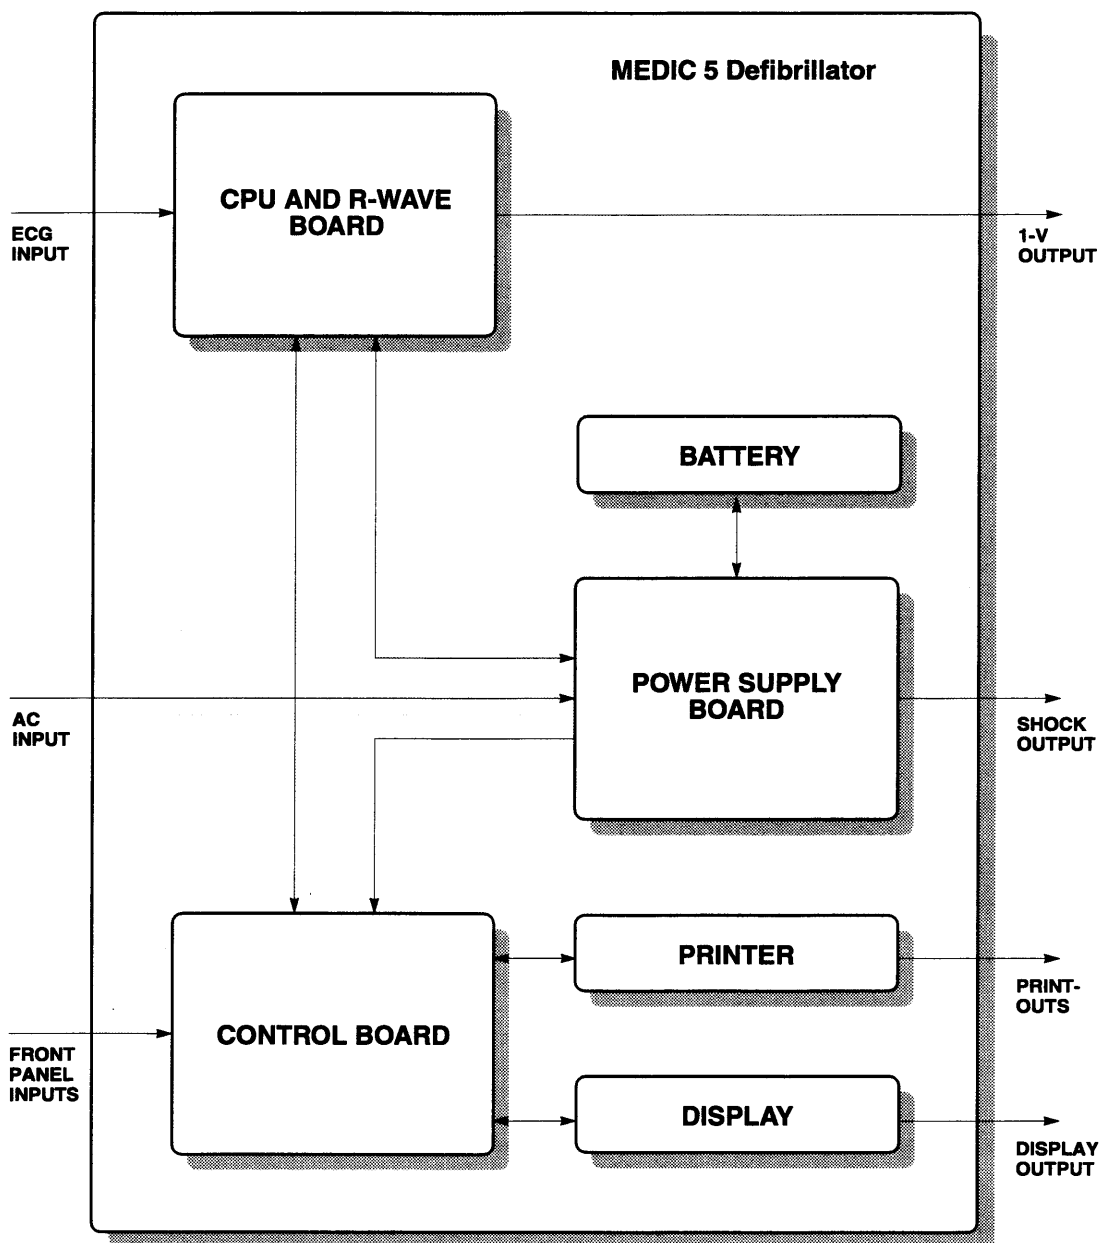 MEDIC 5 Defibrillator
CPU AND R-WAVE
BOARD
ECG
INPUT
1-V
OUTPUT
BATTERY
POWER SUPPLY
BOARD
AC
INPUT
SHOCK
OUTPUT
PRINTER
PRINT-
OUTS
CONTROL BOARD
FRONT
PANEL
INPUTS
DISPLAY
DISPLAY
OUTPUT